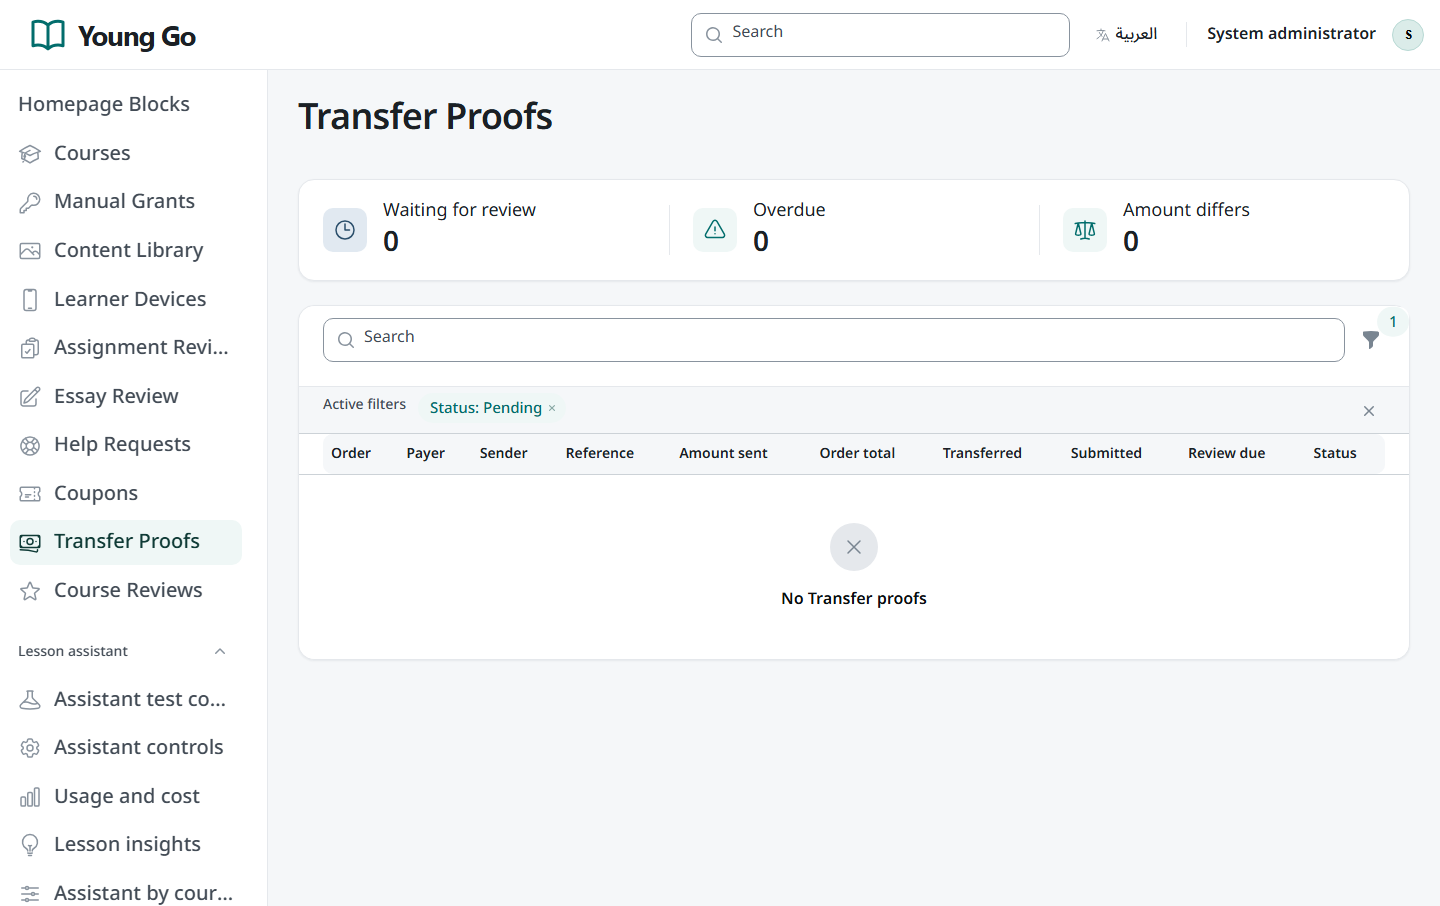 Young Go
Search
العربية
System administrator
s
Homepage Blocks
Courses
Manual Grants
Content Library
Learner Devices
Assignment Revi...
Essay Review
Help Requests
Coupons
Transfer Proofs
Course Reviews
Lesson assistant
Assistant test co...
Assistant controls
Usage and cost
Lesson insights
Assistant by cour...
Transfer Proofs
Waiting for review
0
Overdue
0
Amount differs
0
Search
1
Active filters Status: Pending ×
Order Payer Sender Reference Amount sent Order total Transferred Submitted Review due Status
No Transfer proofs